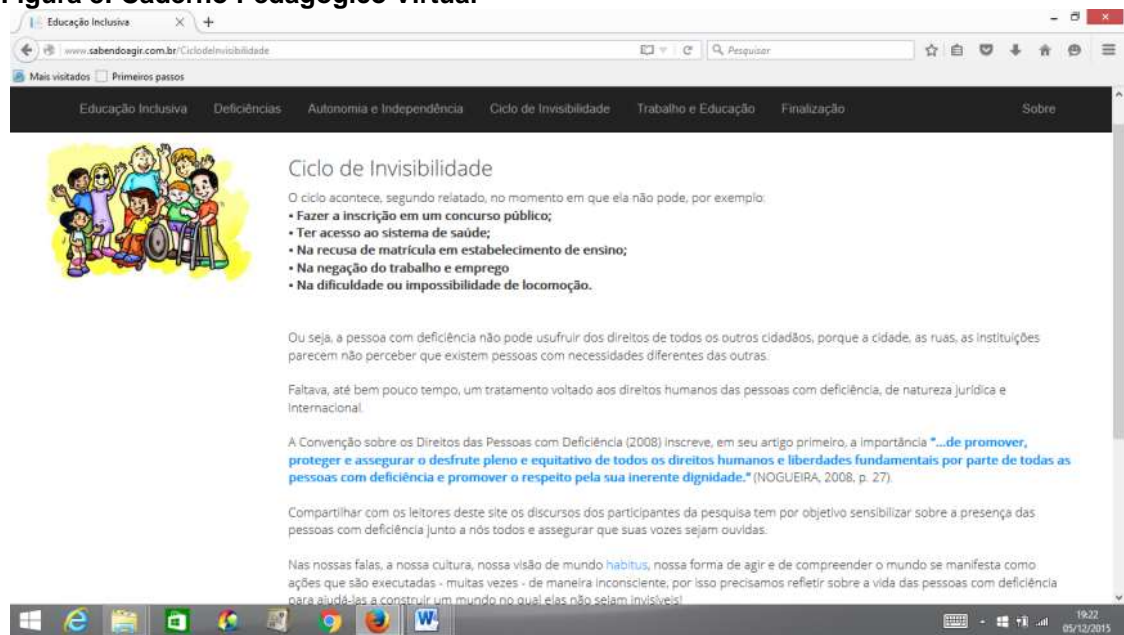 Educação Inclusiva
www.sabendoagir.com.br/CiclodeInvisibilidade
Pesquisar
Mais visitados Primeiros passos
Educação Inclusiva Deficiências Autonomia e Independência Ciclo de Invisibilidade Trabalho e Educação Finalização Sobre
Ciclo de Invisibilidade
O ciclo acontece, segundo relatado, no momento em que ela não pode, por exemplo:
• Fazer a inscrição em um concurso público;
• Ter acesso ao sistema de saúde;
• Na recusa de matrícula em estabelecimento de ensino;
• Na negação do trabalho e emprego
• Na dificuldade ou impossibilidade de locomoção.
Ou seja, a pessoa com deficiência não pode usufruir dos direitos de todos os outros cidadãos, porque a cidade, as ruas, as instituições
parecem não perceber que existem pessoas com necessidades diferentes das outras.
Faltava, até bem pouco tempo, um tratamento voltado aos direitos humanos das pessoas com deficiência, de natureza jurídica e
Internacional.
A Convenção sobre os Direitos das Pessoas com Deficiência (2008) inscreve, em seu artigo primeiro, a importância "...de promover,
proteger e assegurar o desfrute pleno e equitativo de todos os direitos humanos e liberdades fundamentais por parte de todas as
pessoas com deficiência e promover o respeito pela sua inerente dignidade." (NOGUEIRA, 2008, p. 27).
Compartilhar com os leitores deste site os discursos dos participantes da pesquisa tem por objetivo sensibilizar sobre a presença das
pessoas com deficiência junto a nós todos e assegurar que suas vozes sejam ouvidas.
Nas nossas falas, a nossa cultura, nossa visão de mundo habitus, nossa forma de agir e de compreender o mundo se manifesta como
ações que são executadas - muitas vezes - de maneira inconsciente, por isso precisamos refletir sobre a vida das pessoas com deficiência
para ajudá-las a construir um mundo no qual elas não sejam invisíveis!
19:22
05/12/2015